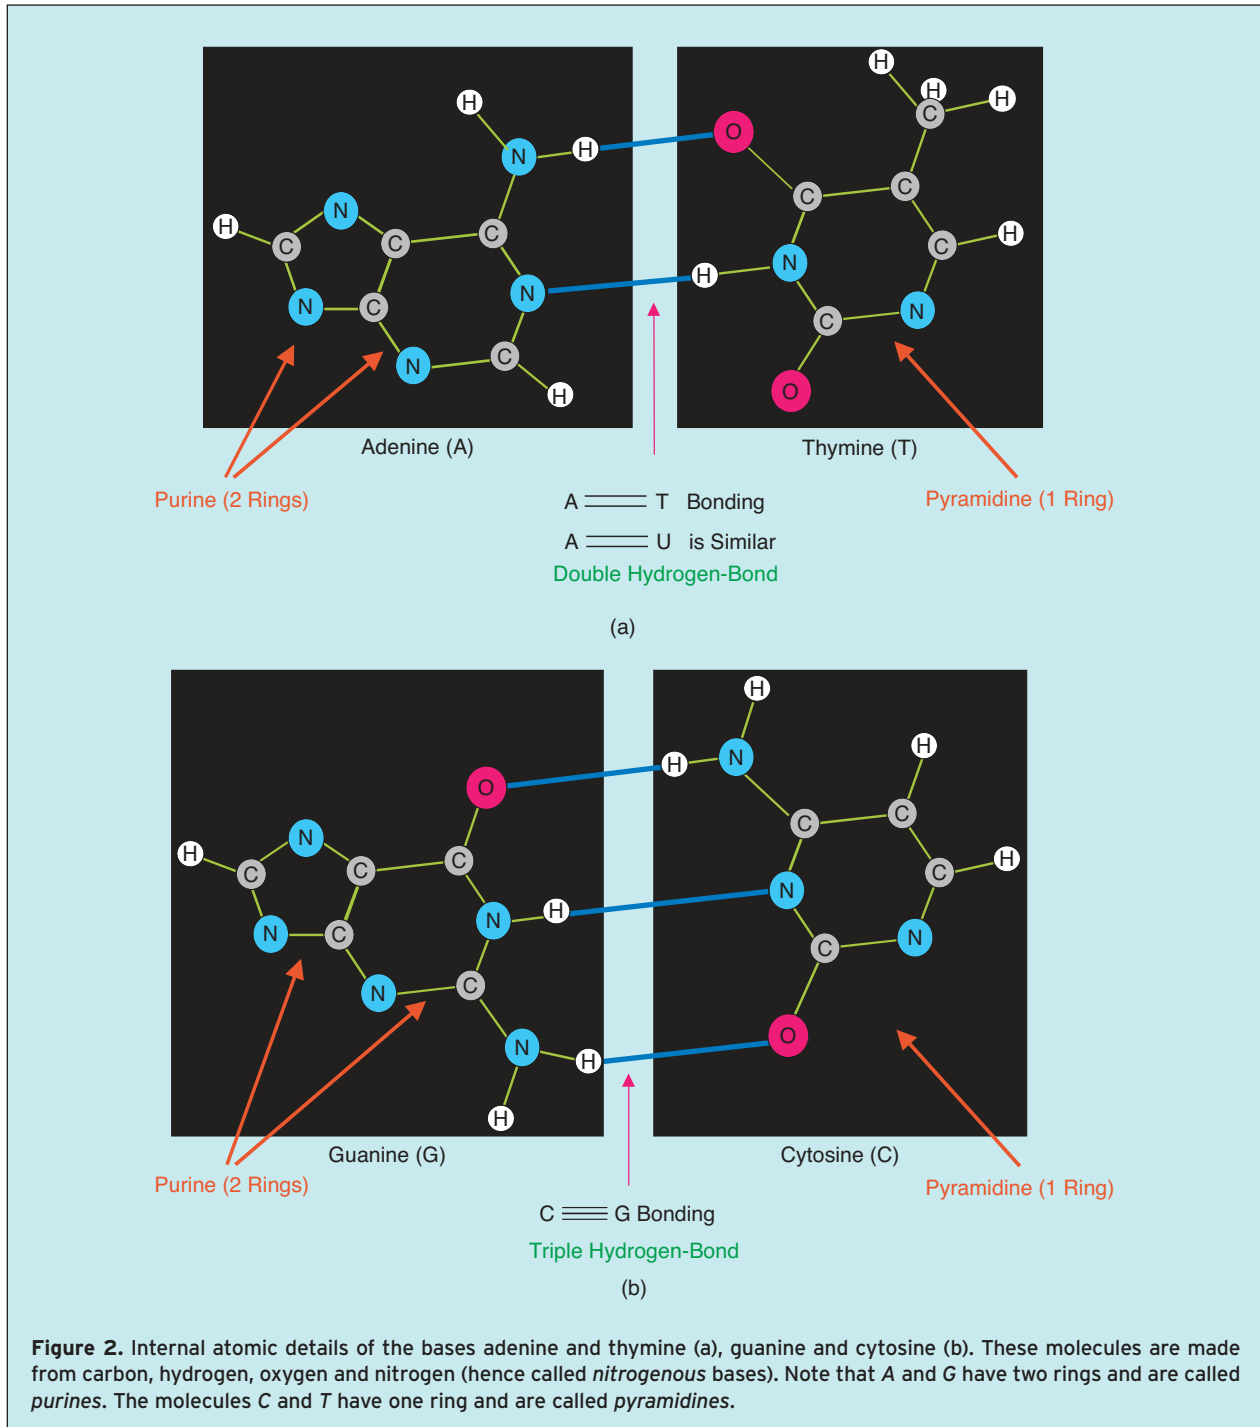 H
H
H
H
O
C
N
H
N
C
C
H
N
C
C
C
H
C
N
H
N
N
C
C
N
C
N
N
C
H
O
Adenine (A)
Thymine (T)
Purine (2 Rings)
Pyramidine (1 Ring)
A T Bonding
A U is Similar
Double Hydrogen-Bond
(a)
H
H
N
H
O
C
C
N
H
C
C
C
C
H
N
H
N
N
C
N
C
N
C
N
O
N
H
H
Guanine (G)
Cytosine (C)
Purine (2 Rings)
Pyramidine (1 Ring)
C G Bonding
Triple Hydrogen-Bond
(b)
Figure 2. Internal atomic details of the bases adenine and thymine (a), guanine and cytosine (b). These molecules are made
from carbon, hydrogen, oxygen and nitrogen (hence called nitrogenous bases). Note that A and G have two rings and are called
purines. The molecules C and T have one ring and are called pyramidines.